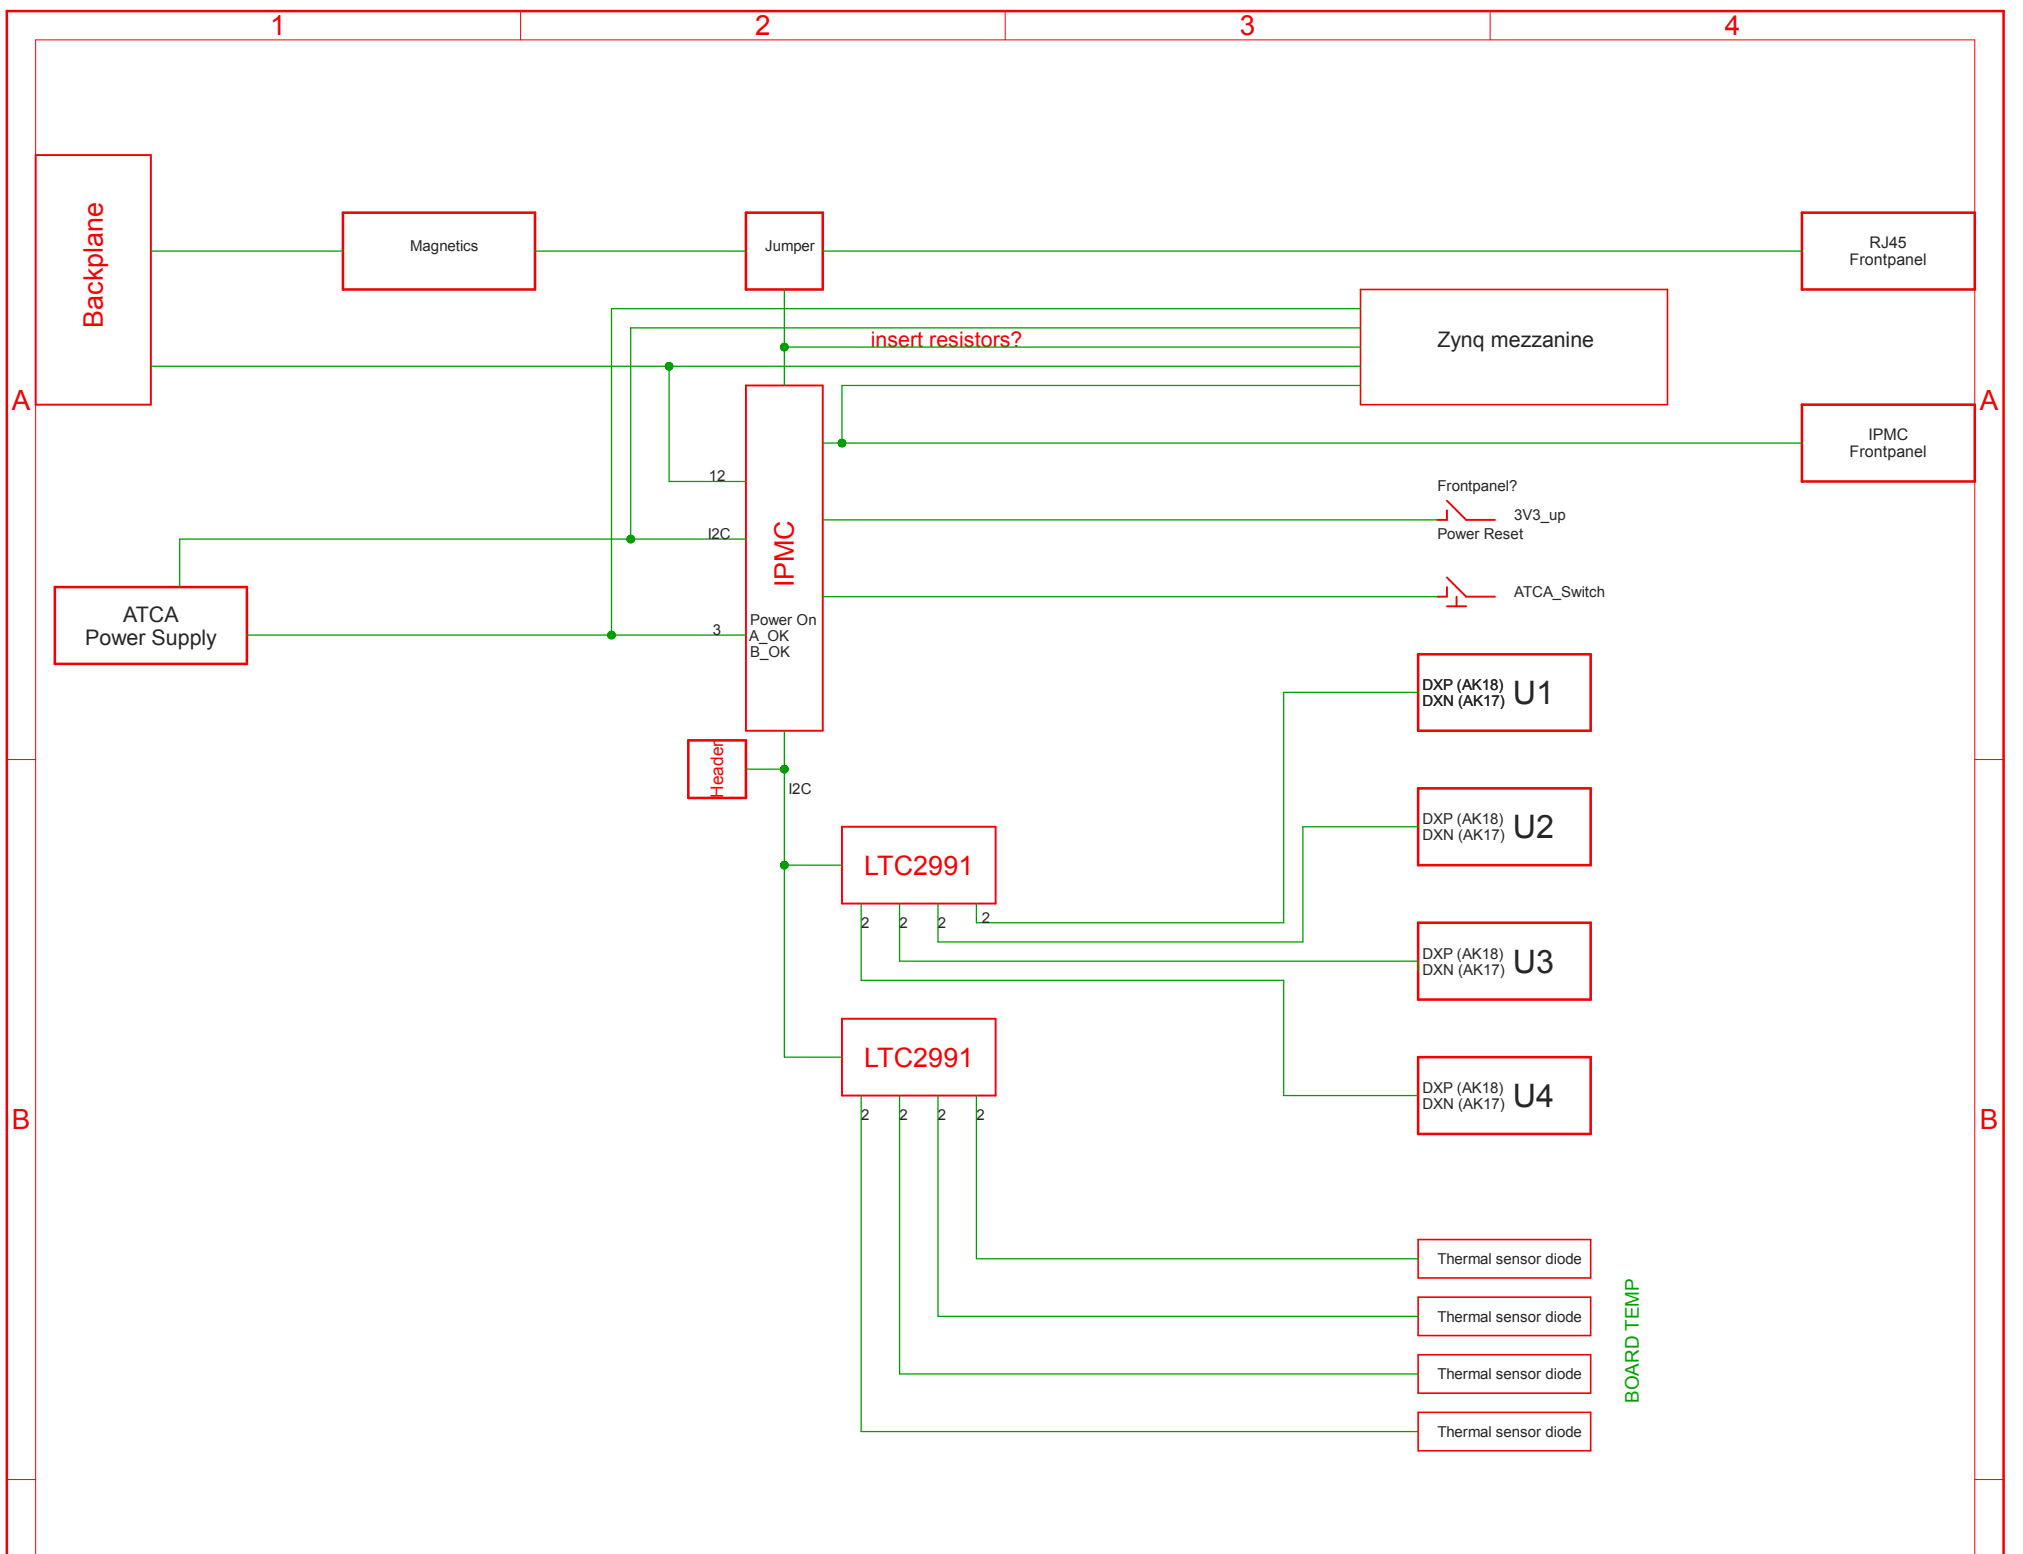 1
2
3
4
Backplane
Magnetics
Jumper
RJ45
Frontpanel
insert resistors?
Zynq mezzanine
A
A
IPMC
Frontpanel
12
Frontpanel?
3V3_up
Power Reset
I2C
IPMC
ATCA_Switch
ATCA
Power Supply
3
Power On
A_OK
B_OK
DXP (AK18)
DXN (AK17)
U1
Header
I2C
DXP (AK18)
DXN (AK17)
U2
LTC2991
2
2
2
2
DXP (AK18)
DXN (AK17)
U3
LTC2991
DXP (AK18)
DXN (AK17)
U4
2
2
2
2
B
B
Thermal sensor diode
Thermal sensor diode
Thermal sensor diode
Thermal sensor diode
BOARD TEMP